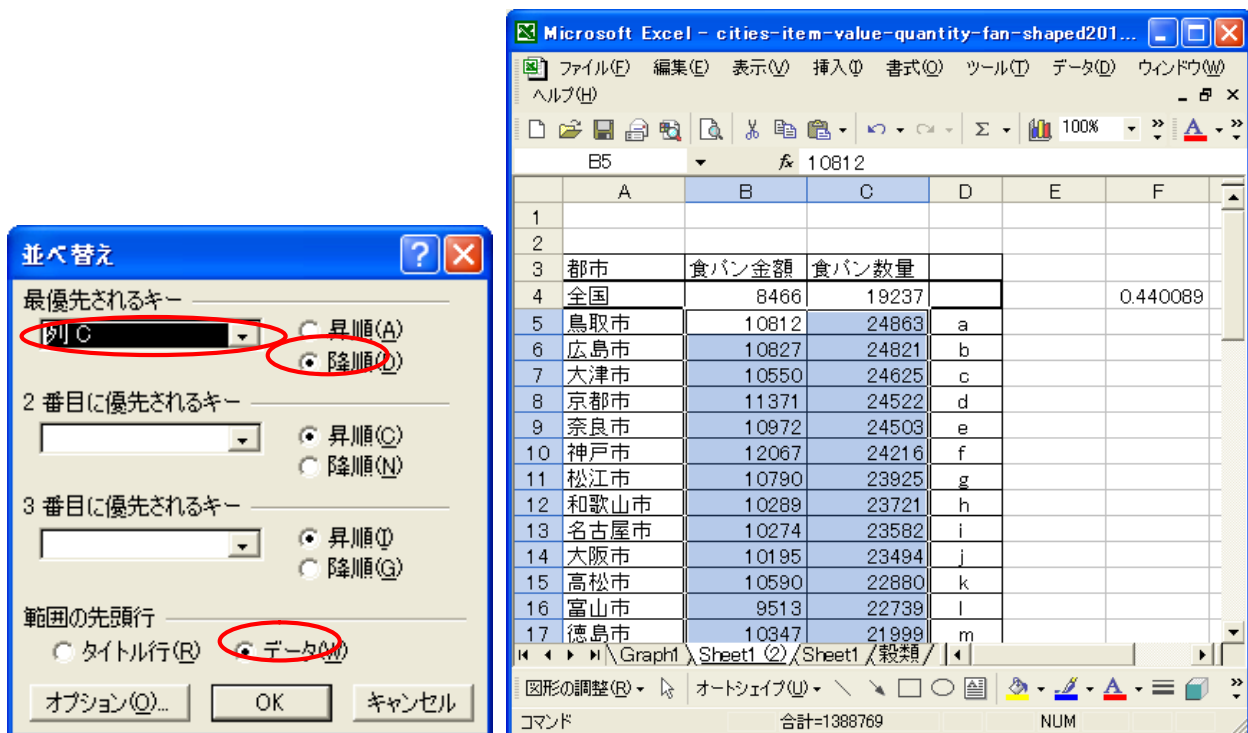 並べ替え
最優先されるキー
列 C
昇順(A)
降順(D)
2 番目に優先されるキー
昇順(C)
降順(N)
3 番目に優先されるキー
昇順(I)
降順(G)
範囲の先頭行
タイトル行(R) データ(W)
オプション(O)... OK キャンセル
Microsoft Excel - cities-item-value-quantity-fan-shaped201...
ファイル(F) 編集(E) 表示(V) 挿入(I) 書式(O) ツール(T) データ(D) ウィンドウ(W)
ヘルプ(H)
100%
B5 fx 10812
A B C D E F
1
2
3 都市 食パン金額 食パン数量
4 全国 8466 19237 0.440089
5 鳥取市 10812 24863 a
6 広島市 10827 24821 b
7 大津市 10550 24625 c
8 京都市 11371 24522 d
9 奈良市 10972 24503 e
10 神戸市 12067 24216 f
11 松江市 10790 23925 g
12 和歌山市 10289 23721 h
13 名古屋市 10274 23582 i
14 大阪市 10195 23494 j
15 高松市 10590 22880 k
16 富山市 9513 22739 l
17 徳島市 10347 21999 m
Graph1 Sheet1 (2) Sheet1 穀類
図形の調整(R) オートシェイプ(U)
コマンド 合計=1388769 NUM